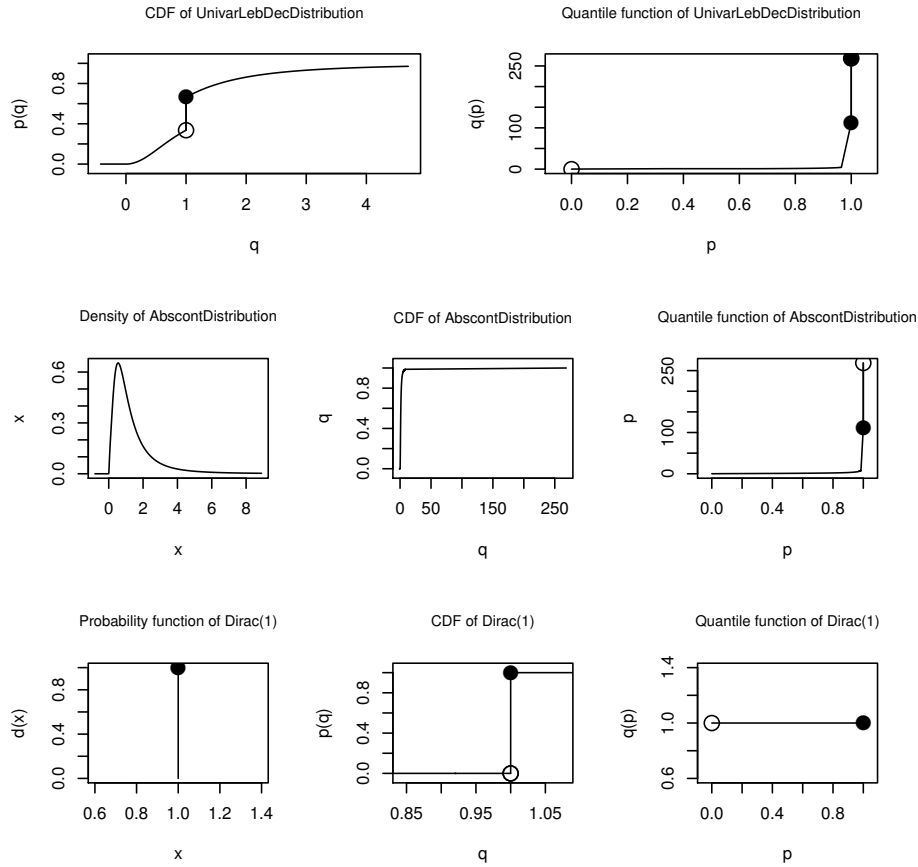 CDF of UnivarLebDecDistribution
p(q)
0.0 0.4 0.8
0 1 2 3 4
q
Quantile function of UnivarLebDecDistribution
q(p)
0 100 250
0.0 0.2 0.4 0.6 0.8 1.0
p
Density of AbscontDistribution
x
0.0 0.3 0.6
0 2 4 6 8
x
CDF of AbscontDistribution
q
0.0 0.4 0.8
0 50 150 250
q
Quantile function of AbscontDistribution
p
0 100 250
0.0 0.4 0.8
p
Probability function of Dirac(1)
d(x)
0.0 0.4 0.8
0.6 0.8 1.0 1.2 1.4
x
CDF of Dirac(1)
p(q)
0.0 0.4 0.8
0.85 0.95 1.05
q
Quantile function of Dirac(1)
q(p)
0.6 1.0 1.4
0.0 0.4 0.8
p